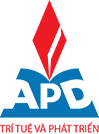 APD
TRÍ TUỆ VÀ PHÁT TRIỂN